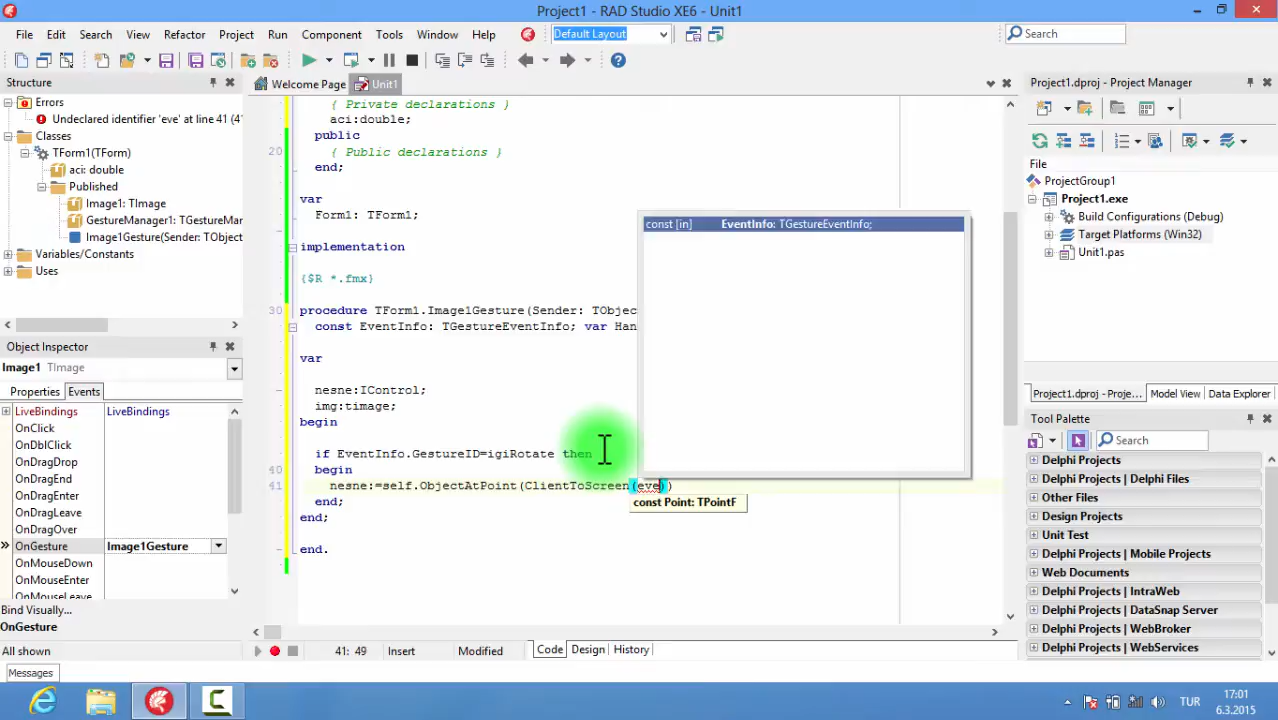 Project1 - RAD Studio XE6 - Unit1
File Edit Search View Refactor Project Run Component Tools Window Help
Default Layout
Search
Structure
Errors
Undeclared identifier 'eve' at line 41 (4'
Classes
TForm1(TForm)
aci: double
Published
Image1: TImage
GestureManager1: TGestureMar
Image1Gesture(Sender: TObject
Variables/Constants
Uses
Object Inspector
Image1 TImage
Properties Events
LiveBindings LiveBindings
OnClick
OnDblClick
OnDragDrop
OnDragEnd
OnDragEnter
OnDragLeave
OnDragOver
OnGesture Image1Gesture
OnMouseDown
OnMouseEnter
OnMouseLeave
Bind Visually...
OnGesture
All shown
Messages
Welcome Page Unit1
{ Private declarations }
aci:double;
public
20 { Public declarations }
end;
var
Form1: TForm1;
implementation
{$R *.fmx}
30 procedure TForm1.Image1Gesture(Sender: TObje
const EventInfo: TGestureEventInfo; var Han
var
nesne:IControl;
img:timage;
begin
if EventInfo.GestureID=igiRotate then
40 begin
41 nesne:=self.ObjectAtPoint(ClientToScreen(eve))
end;
end;
end.
const [in] EventInfo: TGestureEventInfo;
const Point: TPointF
41: 49 Insert Modified Code Design History
Project1.dproj - Project Manager
File
ProjectGroup1
Project1.exe
Build Configurations (Debug)
Target Platforms (Win32)
Unit1.pas
Project1.dproj - Proje... Model View Data Explorer
Tool Palette
Search
Delphi Projects
Delphi Projects | Delphi Files
Other Files
Design Projects
Unit Test
Delphi Projects | Mobile Projects
Web Documents
Delphi Projects | IntraWeb
Delphi Projects | DataSnap Server
Delphi Projects | WebBroker
Delphi Projects | WebServices
TUR
17:01
6.3.2015